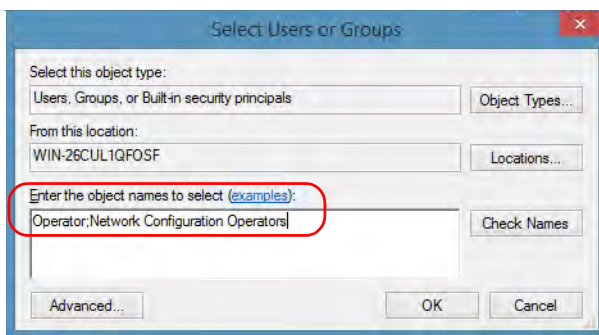 Select Users or Groups
Select this object type:
Users, Groups, or Built-in security principals
Object Types...
From this location:
WIN-26CUL1QFOSF
Locations...
Enter the object names to select (examples):
Operator;Network Configuration Operators
Check Names
Advanced...
OK
Cancel